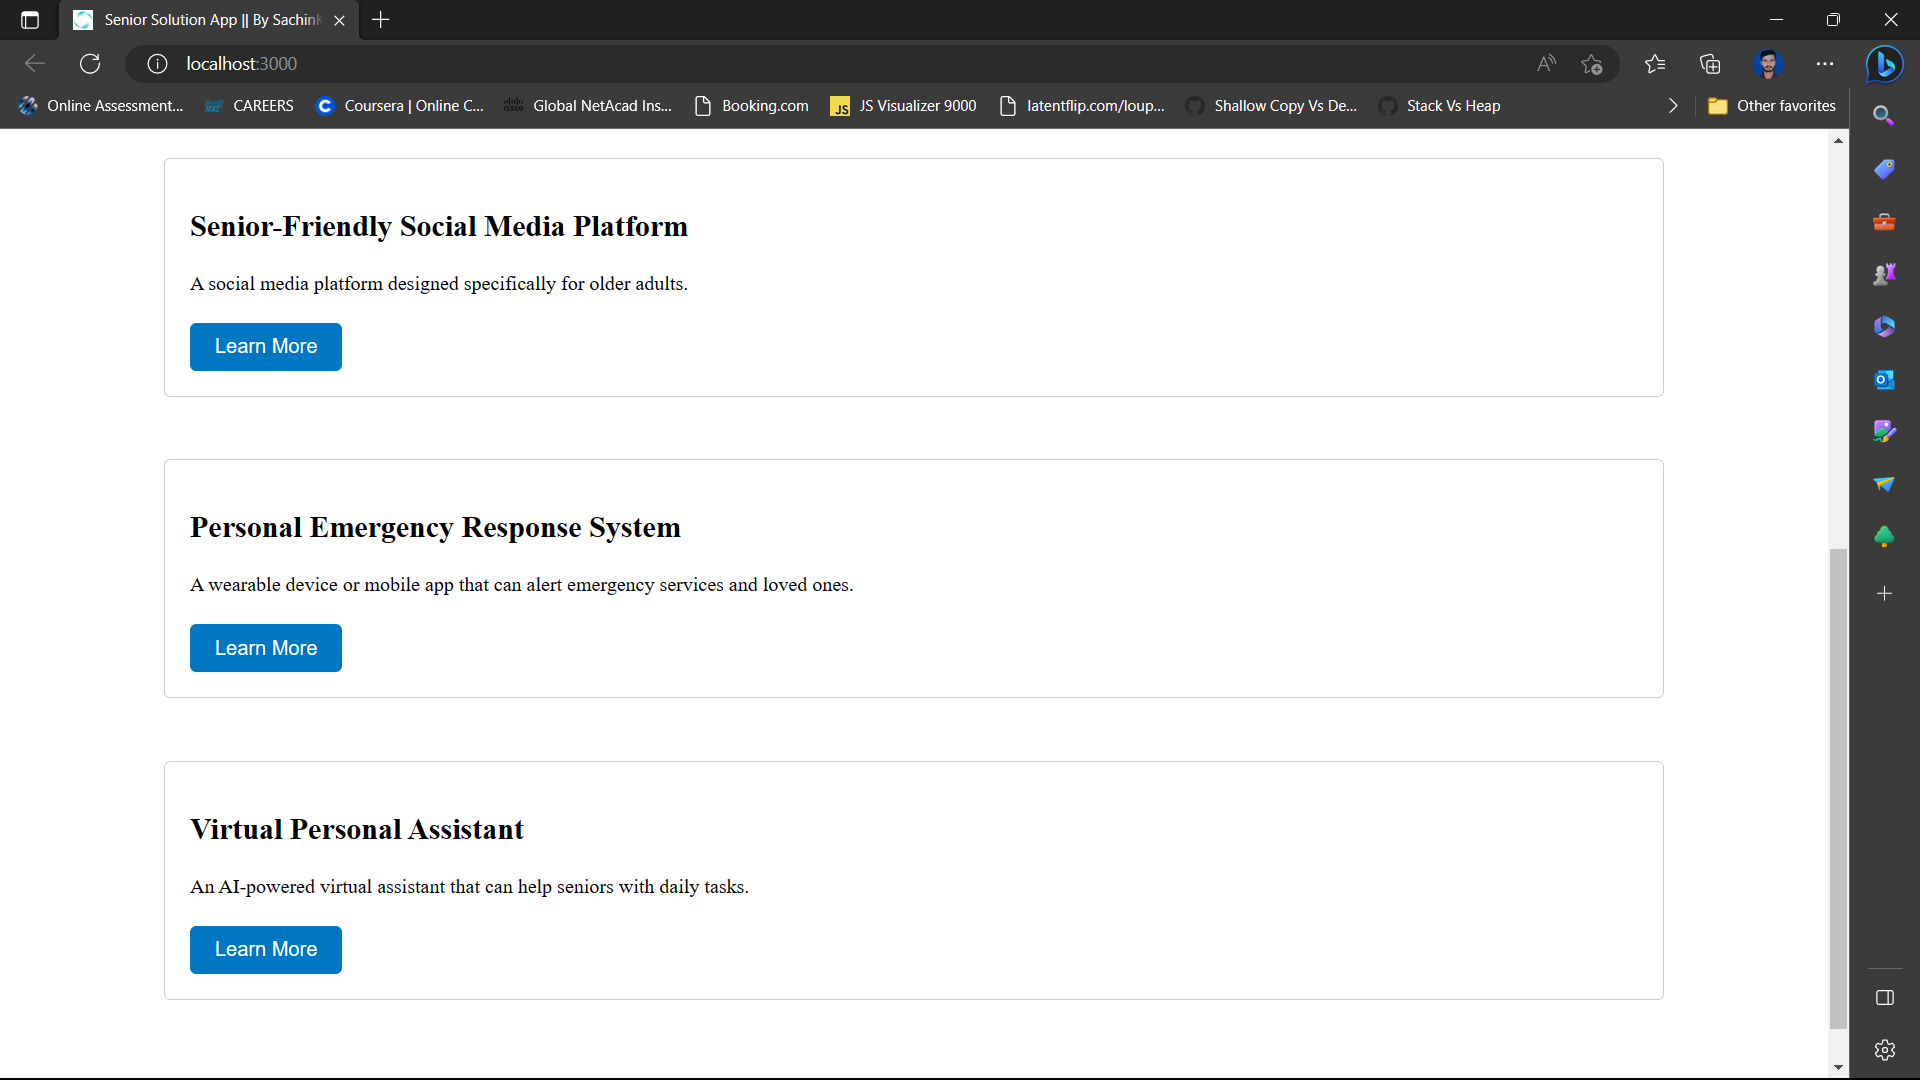 Senior Solution App || By SachinK
localhost:3000
Online Assessment...
CAREERS
Coursera | Online C...
Global NetAcad Ins...
Booking.com
JS Visualizer 9000
latentflip.com/loup...
Shallow Copy Vs De...
Stack Vs Heap
Other favorites
Senior-Friendly Social Media Platform
A social media platform designed specifically for older adults.
Learn More
Personal Emergency Response System
A wearable device or mobile app that can alert emergency services and loved ones.
Learn More
Virtual Personal Assistant
An AI-powered virtual assistant that can help seniors with daily tasks.
Learn More